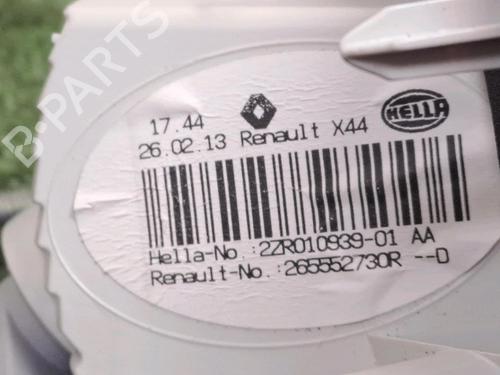 B-PARTS
17.44
26.02.13 Renault X44
HELLA
Hella-No.:2ZR010939-01 AA
Renault-No.:265552730R --D